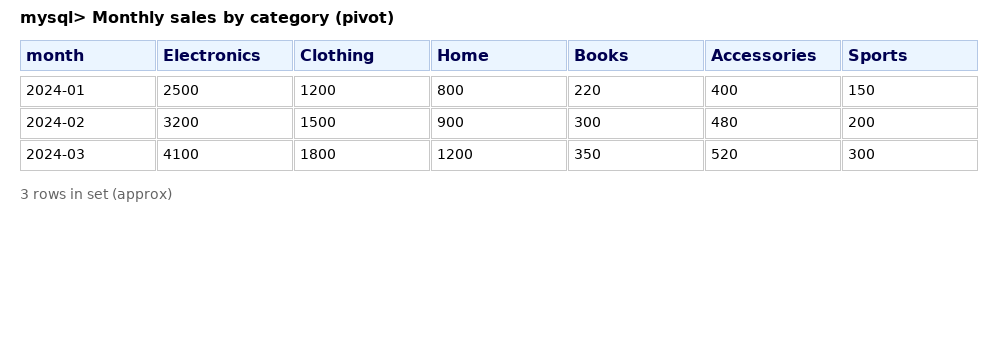 mysql> Monthly sales by category (pivot)
month Electronics Clothing Home Books Accessories Sports
2024-01 2500 1200 800 220 400 150
2024-02 3200 1500 900 300 480 200
2024-03 4100 1800 1200 350 520 300
3 rows in set (approx)